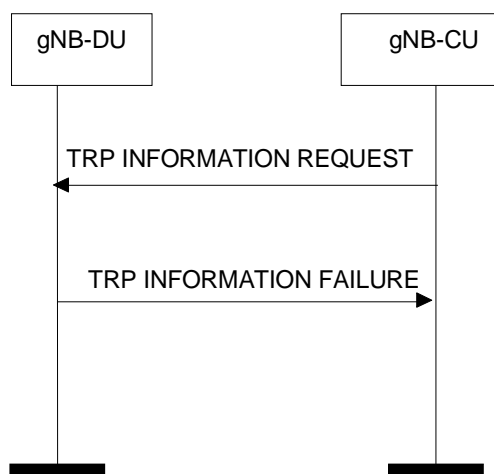 gNB-DU
gNB-CU
TRP INFORMATION REQUEST
TRP INFORMATION FAILURE